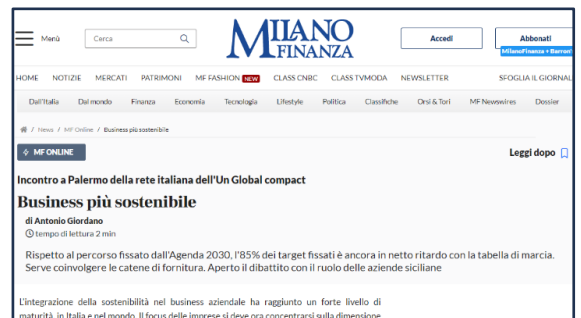 Menù
Cerca
MILANO
FINANZA
Accedi
Abbonati
MilanoFinanza + Barron's
HOME NOTIZIE MERCATI PATRIMONI MF FASHION NEW CLASS CNBC CLASS TVMODA NEWSLETTER SFOGLIA IL GIORNAL
Dall'Italia Dal mondo Finanza Economia Tecnologia Lifestyle Politica Classifiche Orsi & Tori MF Newswires Dossier
/ News / MF Online / Business più sostenibile
MF ONLINE
Leggi dopo
Incontro a Palermo della rete italiana dell'Un Global compact
Business più sostenibile
di Antonio Giordano
tempo di lettura 2 min
Rispetto al percorso fissato dall'Agenda 2030, l'85% dei target fissati è ancora in netto ritardo con la tabella di marcia.
Serve coinvolgere le catene di fornitura. Aperto il dibattito con il ruolo delle aziende siciliane
L'integrazione della sostenibilità nel business aziendale ha raggiunto un forte livello di
maturità, in Italia e nel mondo. Il focus delle imprese si deve ora concentrarsi sulla dimensione